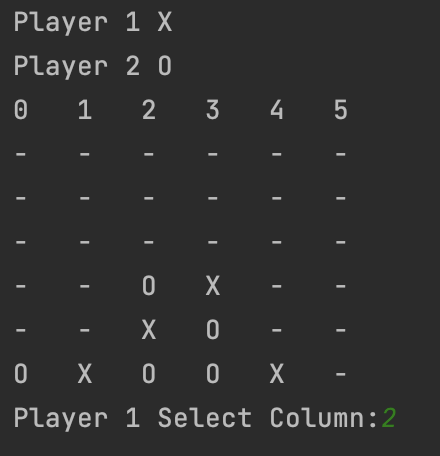 Player 1 X
Player 2 O
0 1 2 3 4 5
- - - - - -
- - - - - -
- - - - - -
- - O X - -
- - X O - -
O X O O X -
Player 1 Select Column:2